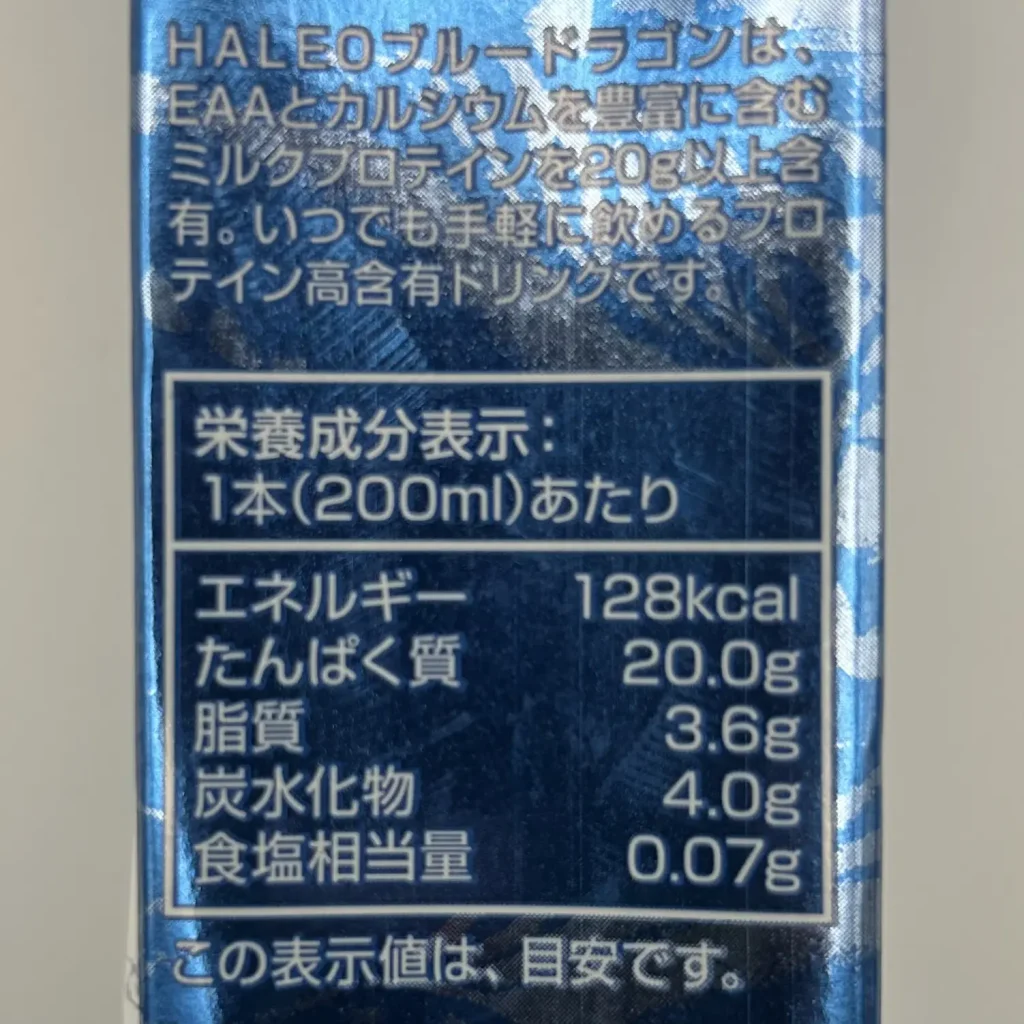 HALEOブルードラゴンは、
EAAとカルシウムを豊富に含む
ミルクプロテインを20g以上含
有。いつでも手軽に飲めるプロ
テイン高含有ドリンクです。
栄養成分表示：
1本(200ml)あたり
エネルギー 128kcal
たんぱく質 20.0g
脂質 3.6g
炭水化物 4.0g
食塩相当量 0.07g
この表示値は、目安です。